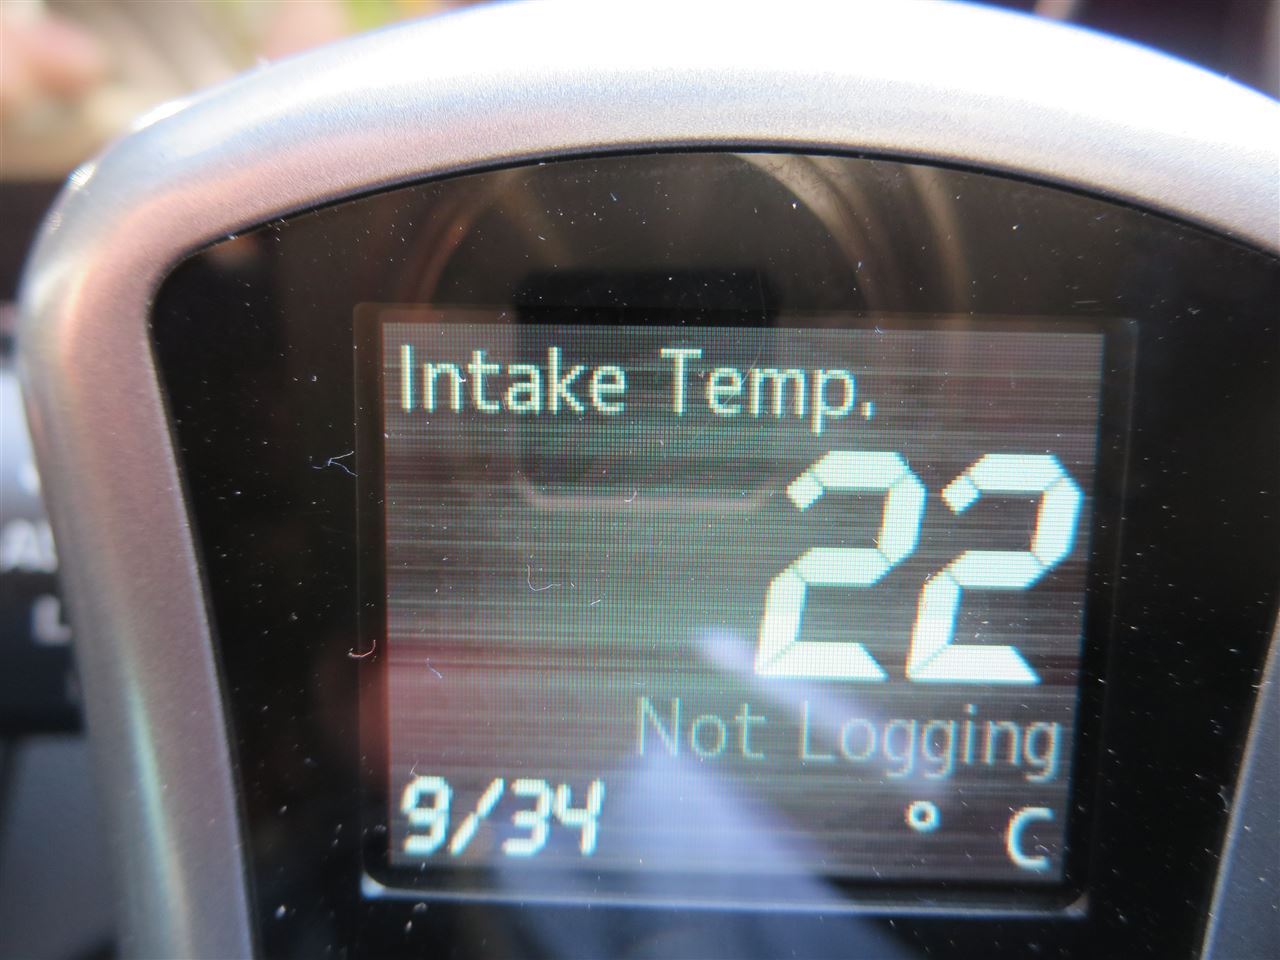 Intake Temp.
22
Not Logging
9/34
° C